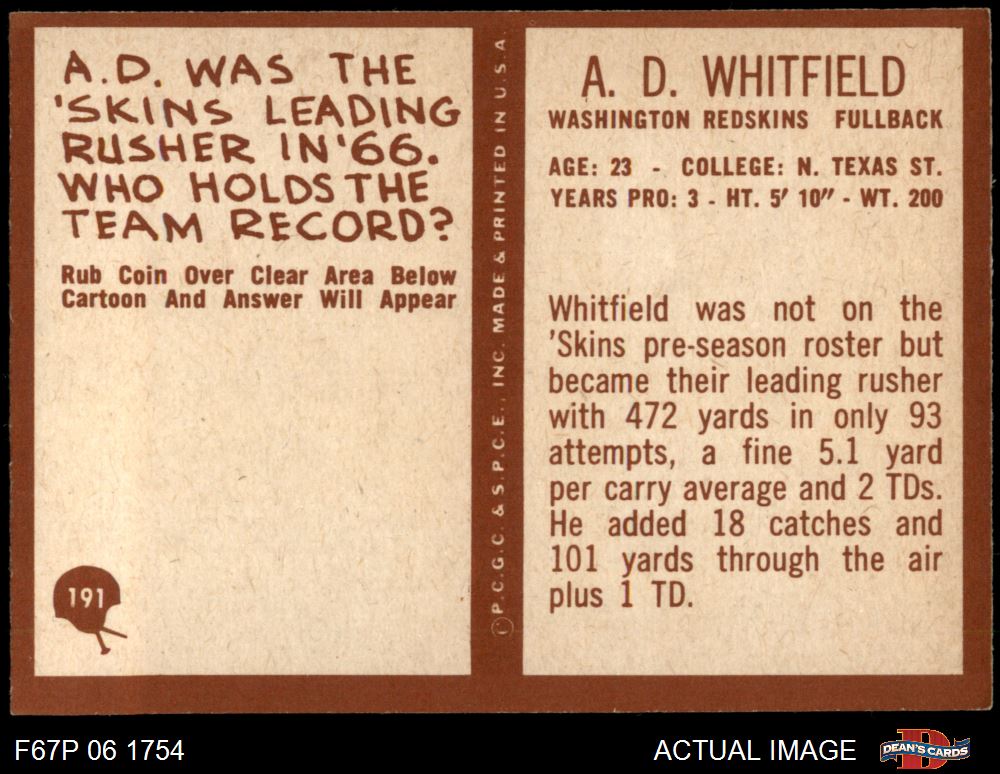 A.D. WAS THE
'SKINS LEADING
RUSHER IN '66.
WHO HOLDS THE
TEAM RECORD?
Rub Coin Over Clear Area Below
Cartoon And Answer Will Appear
191
© P.C.G.C. & S.P.C.E., INC. MADE & PRINTED IN U.S.A.
A. D. WHITFIELD
WASHINGTON REDSKINS FULLBACK
AGE: 23 - COLLEGE: N. TEXAS ST.
YEARS PRO: 3 - HT. 5' 10" - WT. 200
Whitfield was not on the
'Skins pre-season roster but
became their leading rusher
with 472 yards in only 93
attempts, a fine 5.1 yard
per carry average and 2 TDs.
He added 18 catches and
101 yards through the air
plus 1 TD.
F67P 06 1754
ACTUAL IMAGE
D
DEAN'S CARDS